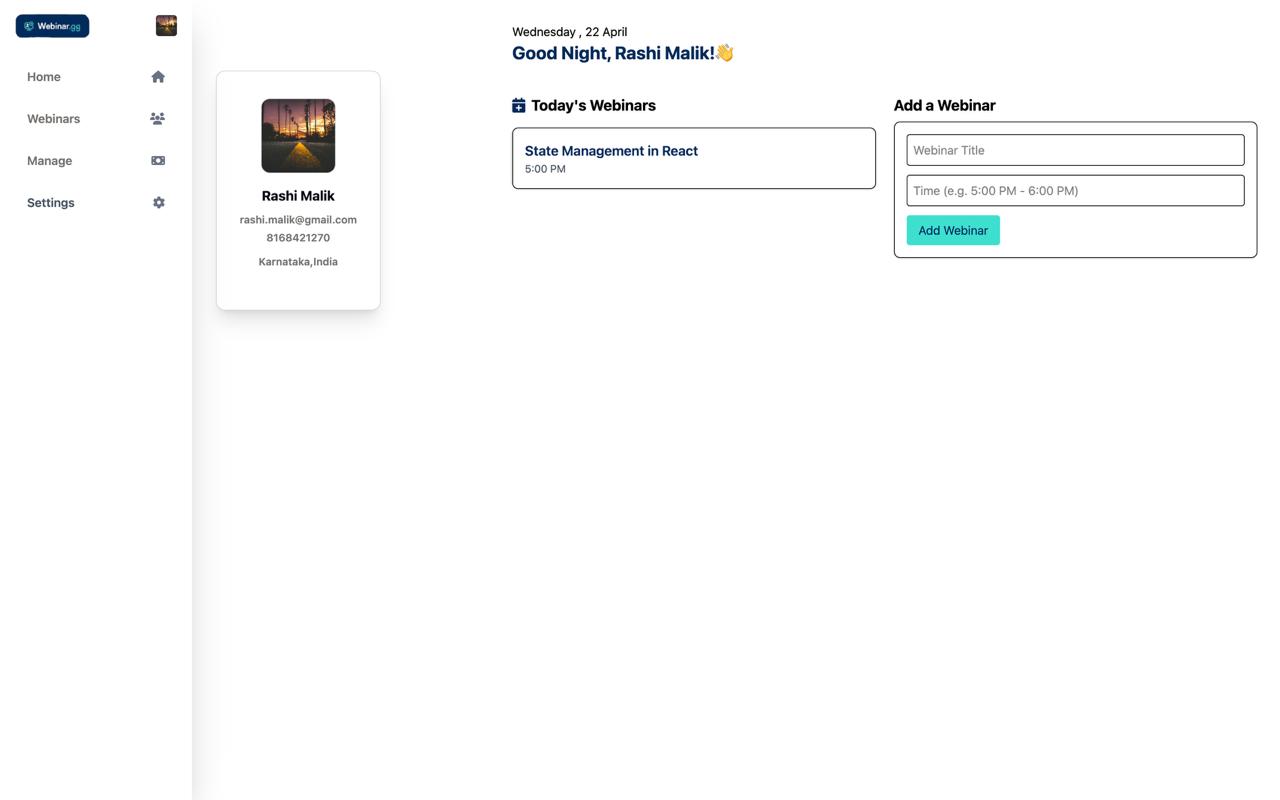 Webinar.gg
Home
Webinars
Manage
Settings
Rashi Malik
rashi.malik@gmail.com
8168421270
Karnataka,India
Wednesday , 22 April
Good Night, Rashi Malik!👋
Today's Webinars
State Management in React
5:00 PM
Add a Webinar
Webinar Title
Time (e.g. 5:00 PM - 6:00 PM)
Add Webinar